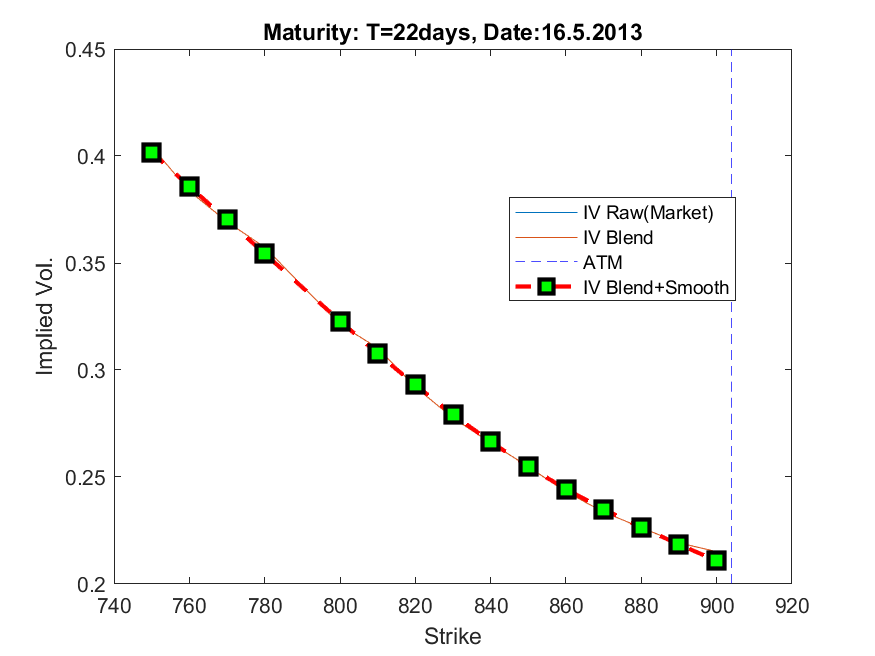 Maturity: T=22days, Date:16.5.2013
0.45
0.4
0.35
0.3
0.25
0.2
Implied Vol.
IV Raw(Market)
IV Blend
ATM
IV Blend+Smooth
740 760 780 800 820 840 860 880 900 920
Strike